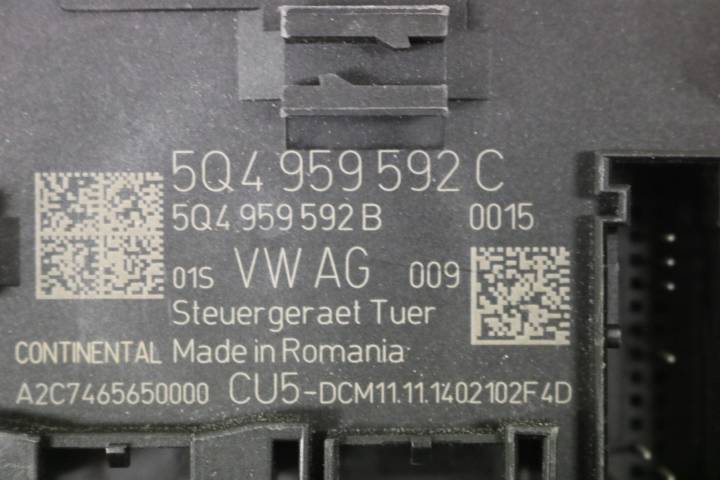 5Q4 959 592 C
5Q4 959 592 B 0015
01S VW AG 009
Steuergeraet Tuer
CONTINENTAL Made in Romania
A2C7465650000 CU5-DCM11.11.1402102F4D